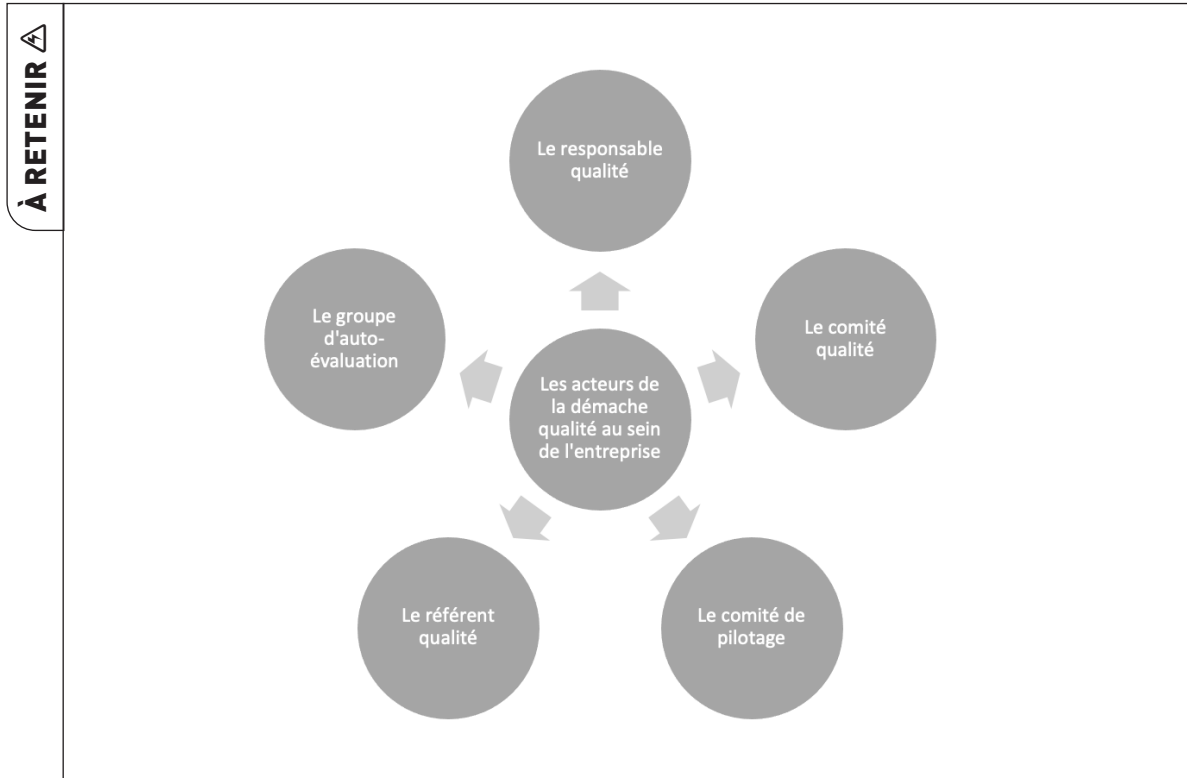 À RETENIR
Le responsable
qualité
Le groupe
d'auto-
évaluation
Le comité
qualité
Les acteurs de
la démache
qualité au sein
de l'entreprise
Le référent
qualité
Le comité de
pilotage